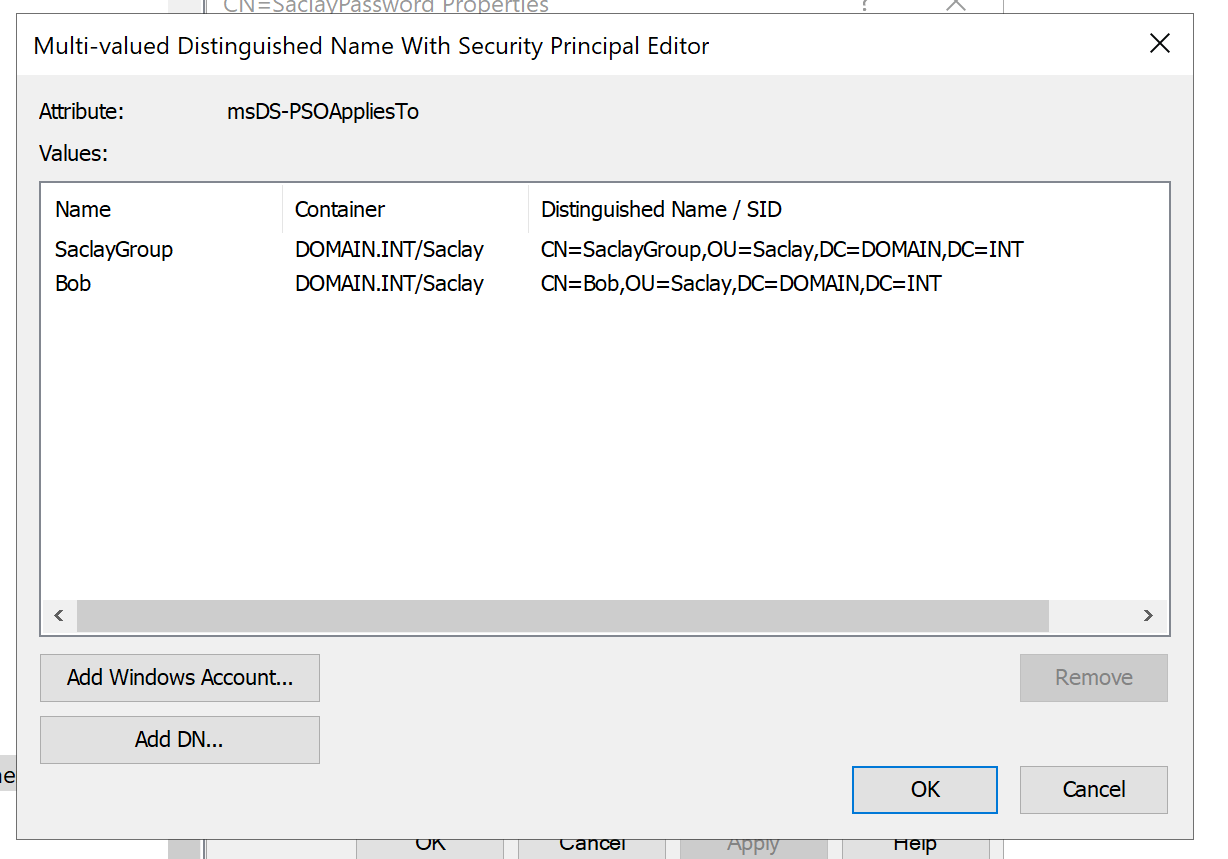 CN=SaclayPassword Properties ?
Multi-valued Distinguished Name With Security Principal Editor
Attribute: msDS-PSOAppliesTo
Values:
Name Container Distinguished Name / SID
SaclayGroup DOMAIN.INT/Saclay CN=SaclayGroup,OU=Saclay,DC=DOMAIN,DC=INT
Bob DOMAIN.INT/Saclay CN=Bob,OU=Saclay,DC=DOMAIN,DC=INT
Add Windows Account... Remove
Add DN...
OK Cancel
OK Cancel Apply Help